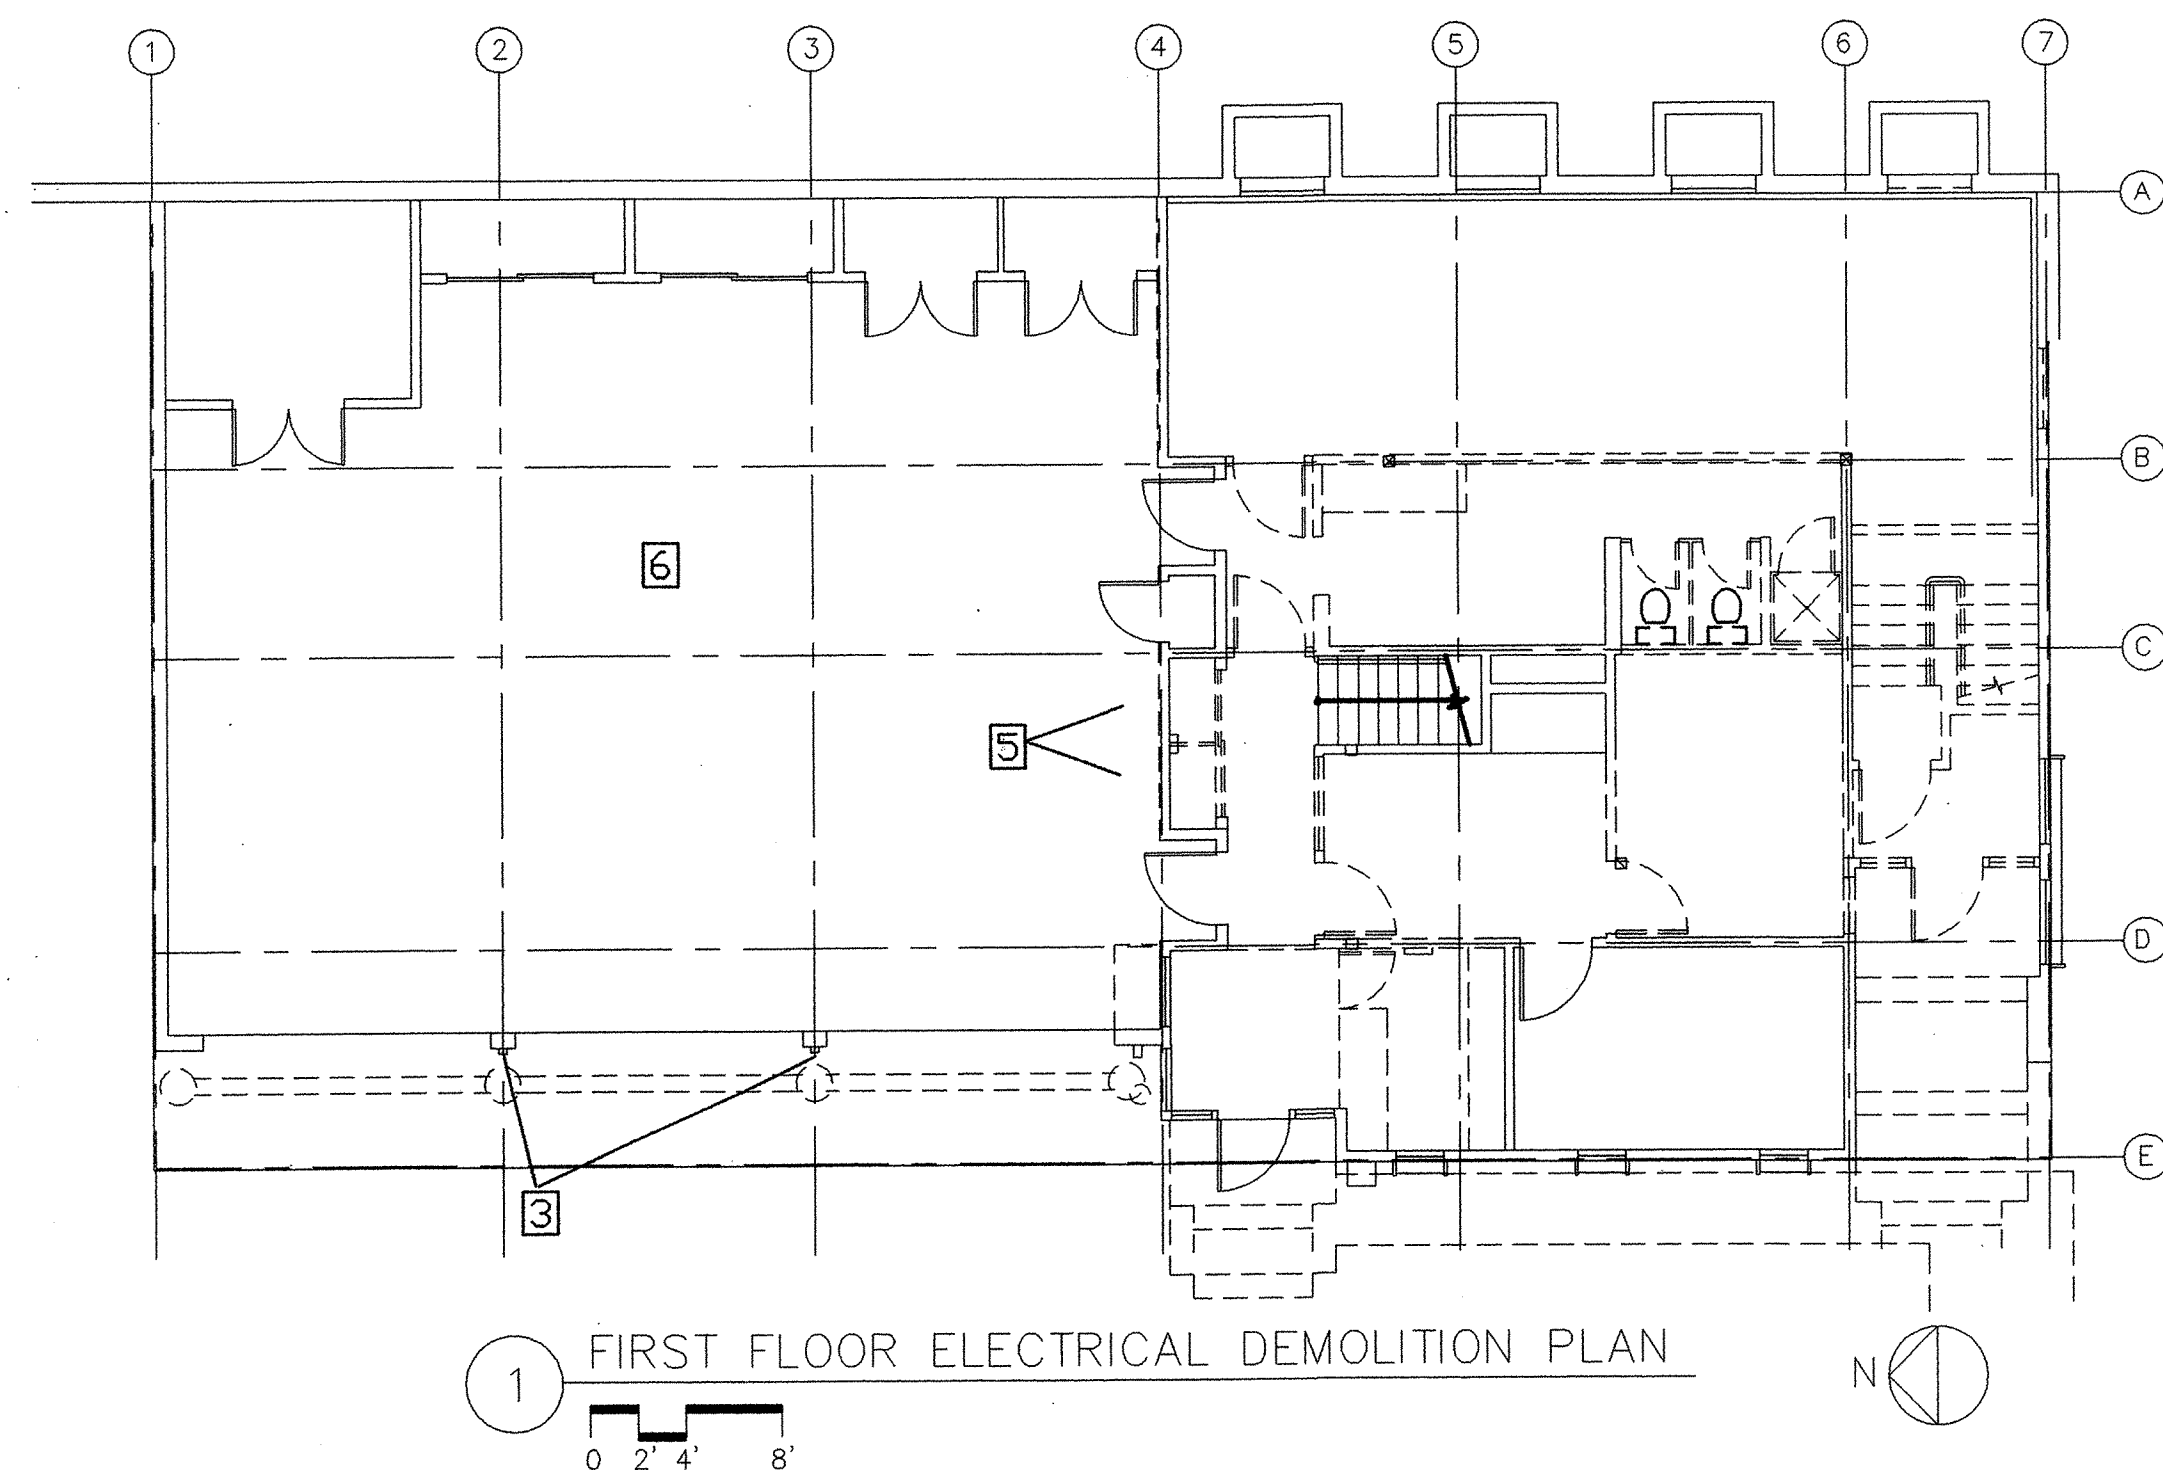 1 2 3 4 5 6 7
A
B
6
C
5
D
E
3
1 FIRST FLOOR ELECTRICAL DEMOLITION PLAN
N
0 2' 4' 8'